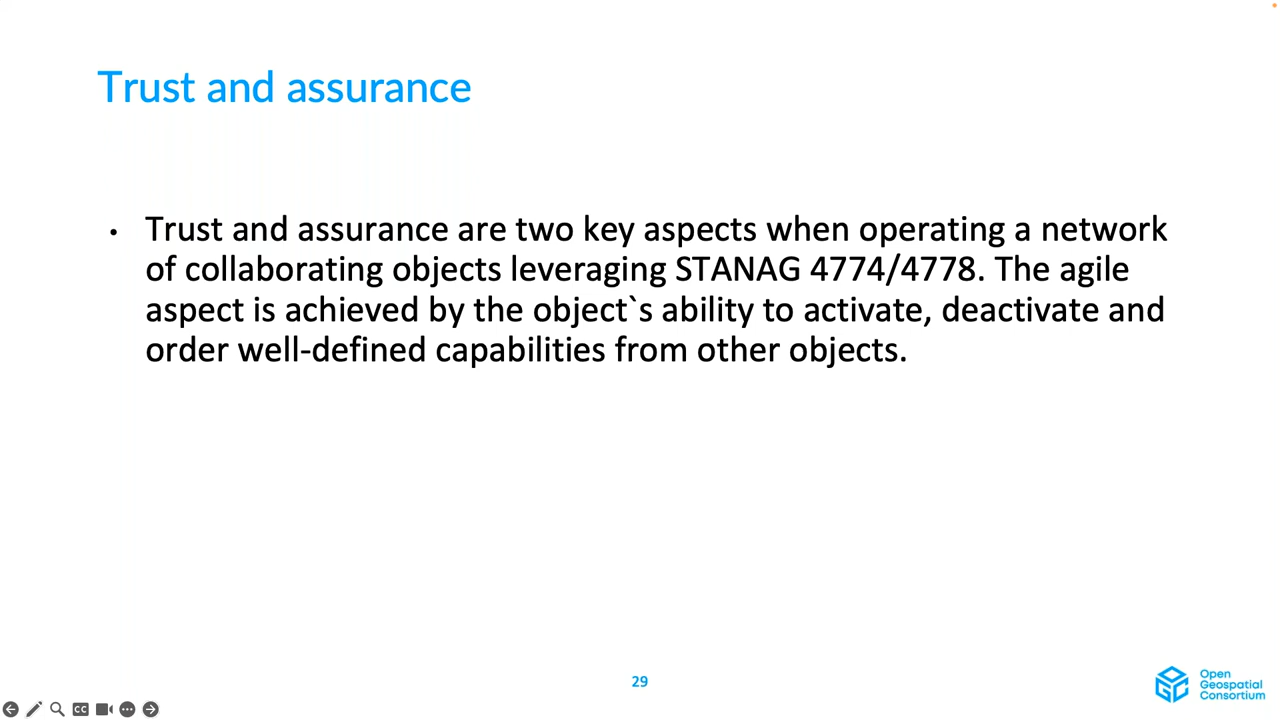 Trust and assurance
• Trust and assurance are two key aspects when operating a network
of collaborating objects leveraging STANAG 4774/4778. The agile
aspect is achieved by the object`s ability to activate, deactivate and
order well-defined capabilities from other objects.
29
Open
Geospatial
Consortium
CC